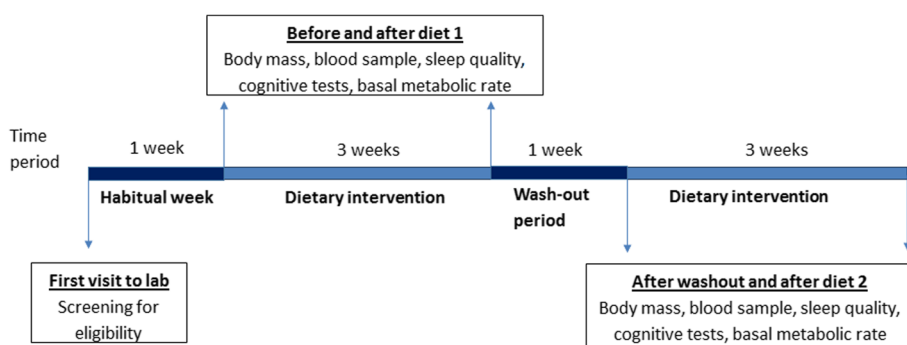 Before and after diet 1
Body mass, blood sample, sleep quality,
cognitive tests, basal metabolic rate
Time
period
1 week
3 weeks
1 week
3 weeks
Habitual week
Dietary intervention
Wash-out
period
Dietary intervention
First visit to lab
Screening for
eligibility
After washout and after diet 2
Body mass, blood sample, sleep quality,
cognitive tests, basal metabolic rate